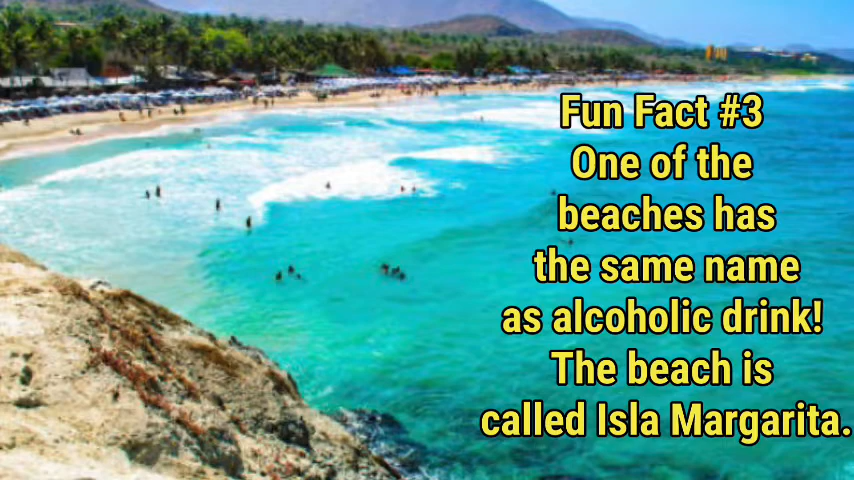 Fun Fact #3
One of the
beaches has
the same name
as alcoholic drink!
The beach is
called Isla Margarita.